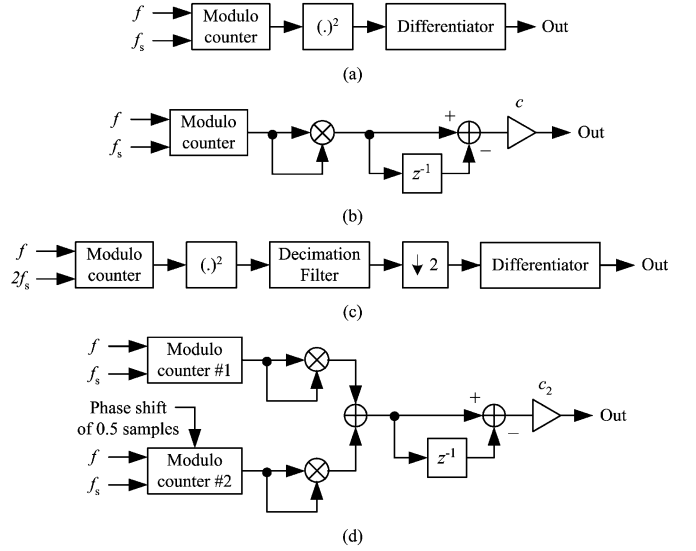 f
fs
Modulo
counter
(.)²
Differentiator
Out
(a)
f
fs
Modulo
counter
+
−
z⁻¹
c
Out
(b)
f
2fs
Modulo
counter
(.)²
Decimation
Filter
2
Differentiator
Out
(c)
f
fs
Modulo
counter #1
Phase shift
of 0.5 samples
f
fs
Modulo
counter #2
+
−
z⁻¹
c₂
Out
(d)